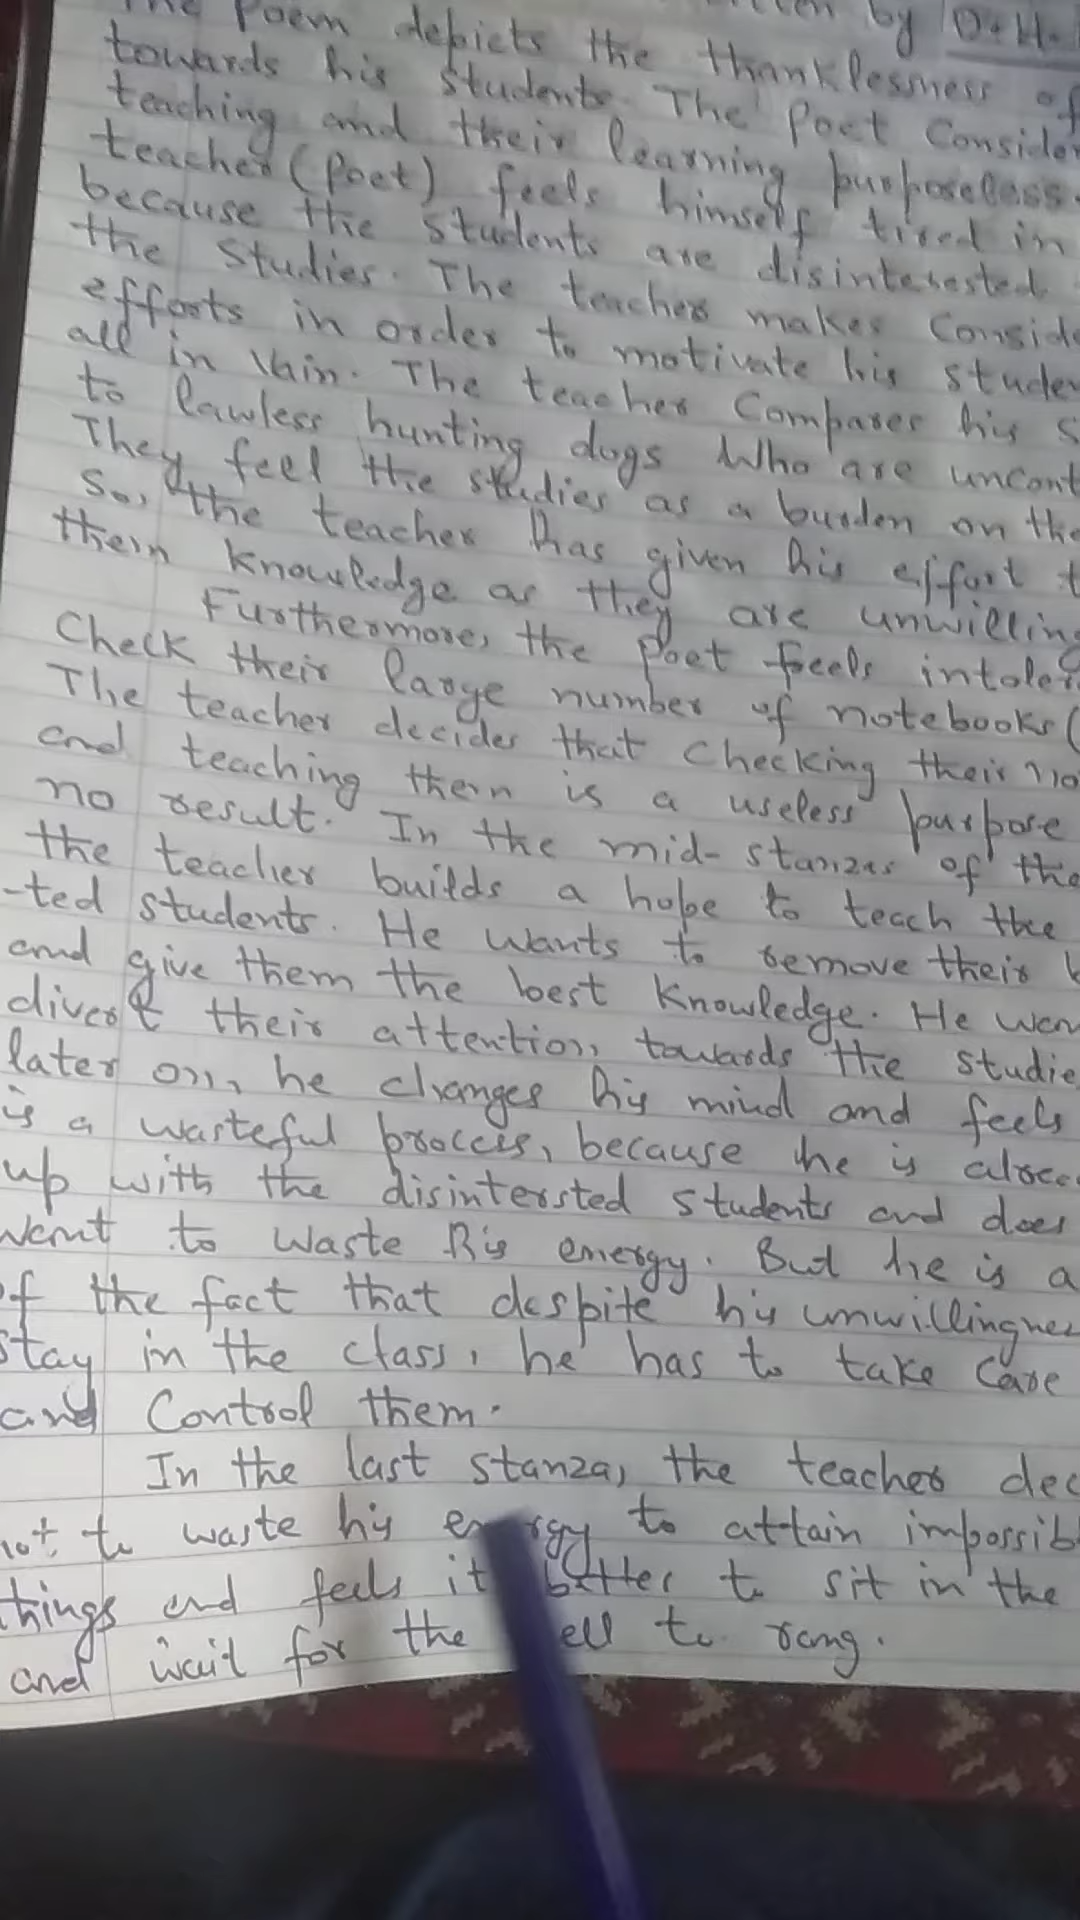 The Poem depicts the thanklessness of
written by D.H.
towards his students. The Poet Consider
teaching and their learning purposeless.
teacher (Poet) feels himself tired in
because the students are disinterested
the Studies. The teacher makes Conside
efforts in order to motivate his studen
all in Vain. The teacher Compares his S
to lawless hunting dogs Who are uncont
They feel the studies as a burden on the
So, the teacher has given his effort t
them knowledge as they are unwilling
Furthermore, the Poet feels intoler
Check their large number of notebooks (
The teacher decides that Checking their no
and teaching them is a useless purpose
no result. In the mid-stanzas of the
the teacher builds a hope to teach the
-ted students. He wants to remove their b
and give them the best Knowledge. He wan
divert their attention towards the studie
later on, he changes his mind and feels
is a wasteful process, because he is alrea
up with the disintersted students and does
want to waste his energy. But he is a
of the fact that despite his unwillingnes
stay in the class, he has to take Care
and Control them.
In the last stanza, the teacher dec
not to waste his energy to attain impossib
things and feels it better to sit in the
and wait for the ell to rang.